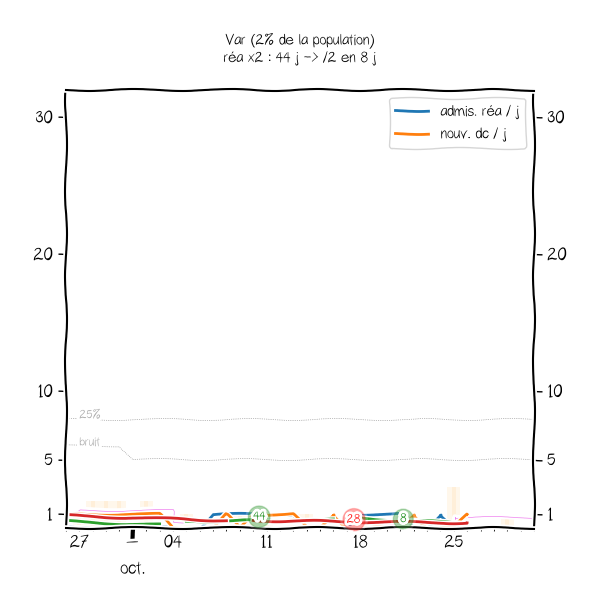 Var (2% de la population)
réa x2 : 44 j -> /2 en 8 j
admis. réa / j
nouv. dc / j
30 30
20 20
10 10
25%
bruit
5 5
1 1
44 28 8
27 04 11 18 25
oct.